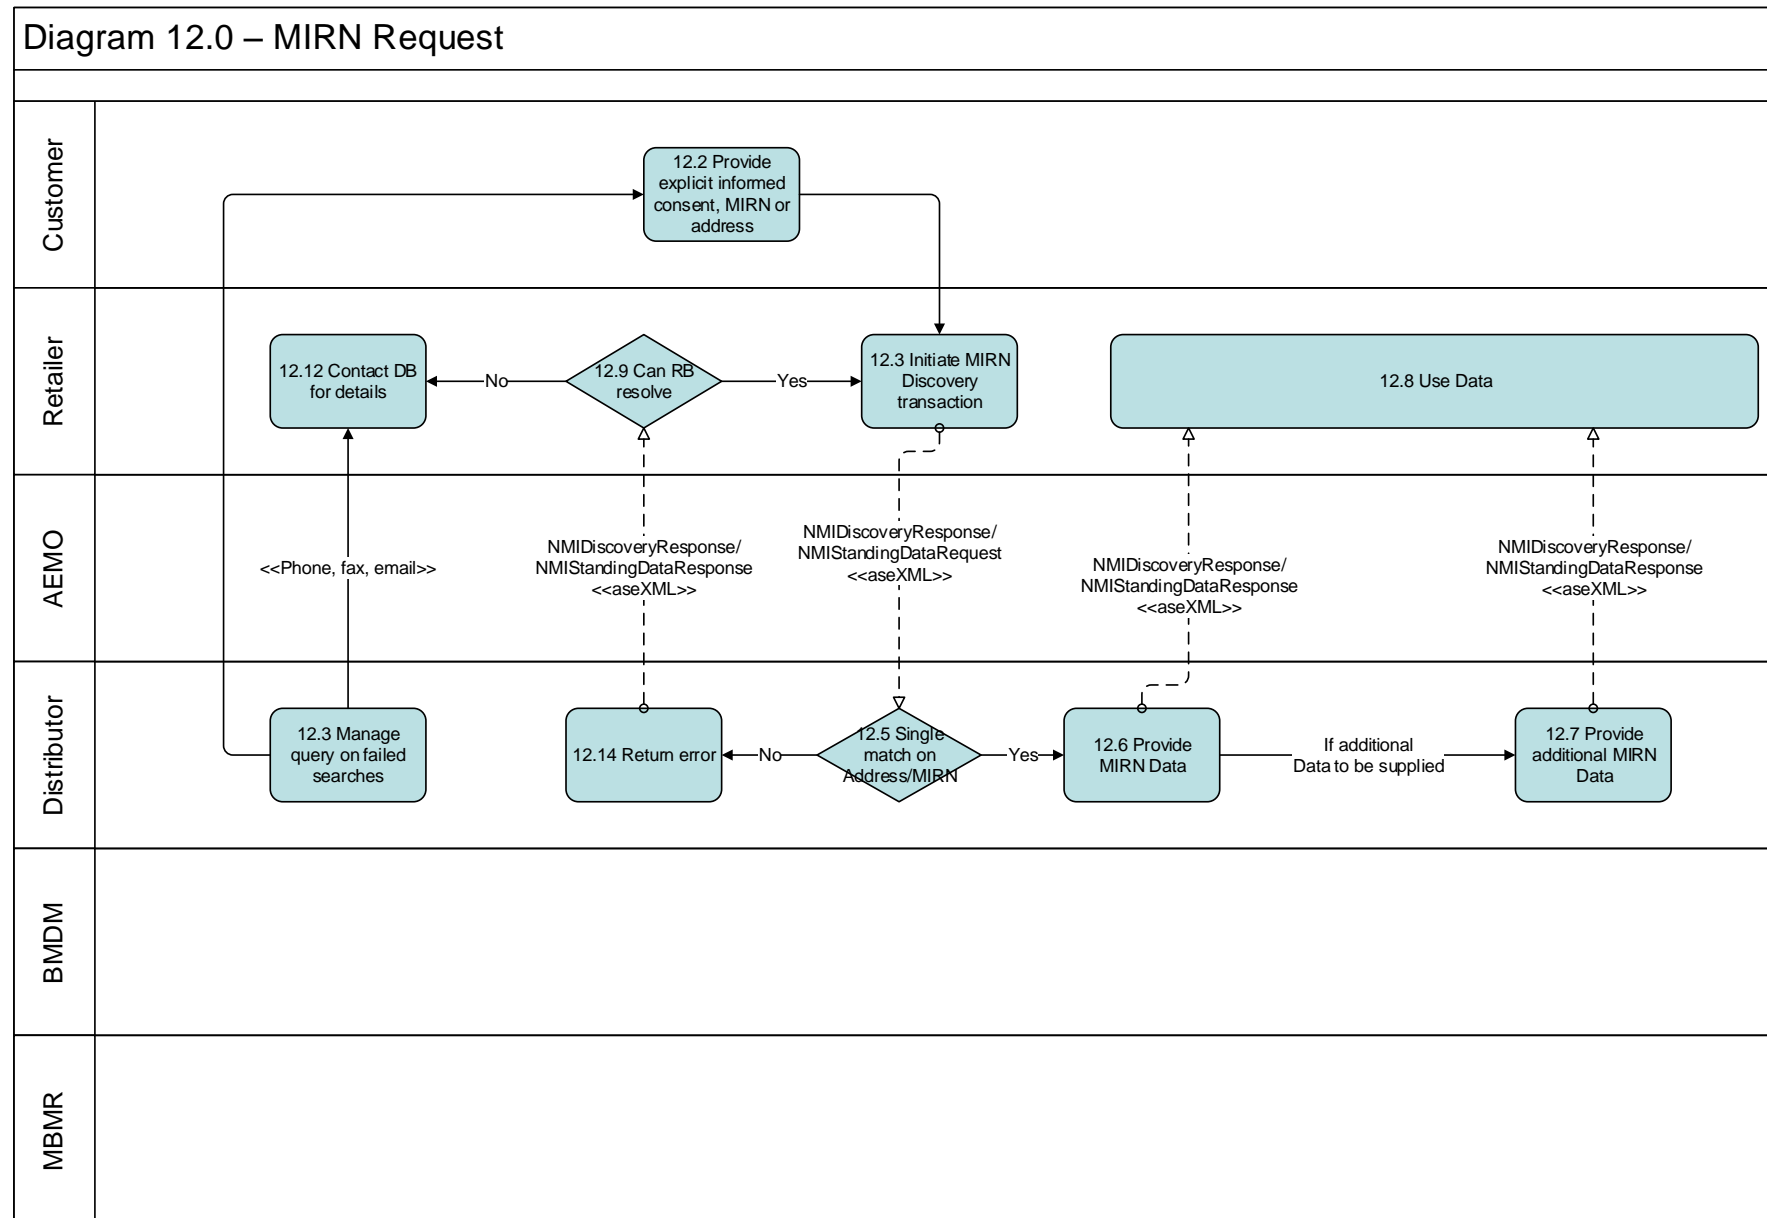 Diagram 12.0 – MIRN Request
Customer
12.2 Provide
explicit informed
consent, MIRN or
address
Retailer
12.12 Contact DB
for details
No
12.9 Can RB
resolve
Yes
12.3 Initiate MIRN
Discovery
transaction
12.8 Use Data
AEMO
<<Phone, fax, email>>
NMIDiscoveryResponse/
NMIStandingDataResponse
<<aseXML>>
NMIDiscoveryResponse/
NMIStandingDataRequest
<<aseXML>>
NMIDiscoveryResponse/
NMIStandingDataResponse
<<aseXML>>
NMIDiscoveryResponse/
NMIStandingDataResponse
<<aseXML>>
Distributor
12.3 Manage
query on failed
searches
12.14 Return error
No
12.5 Single
match on
Address/MIRN
Yes
12.6 Provide
MIRN Data
If additional
Data to be supplied
12.7 Provide
additional MIRN
Data
BMDM
MBMR